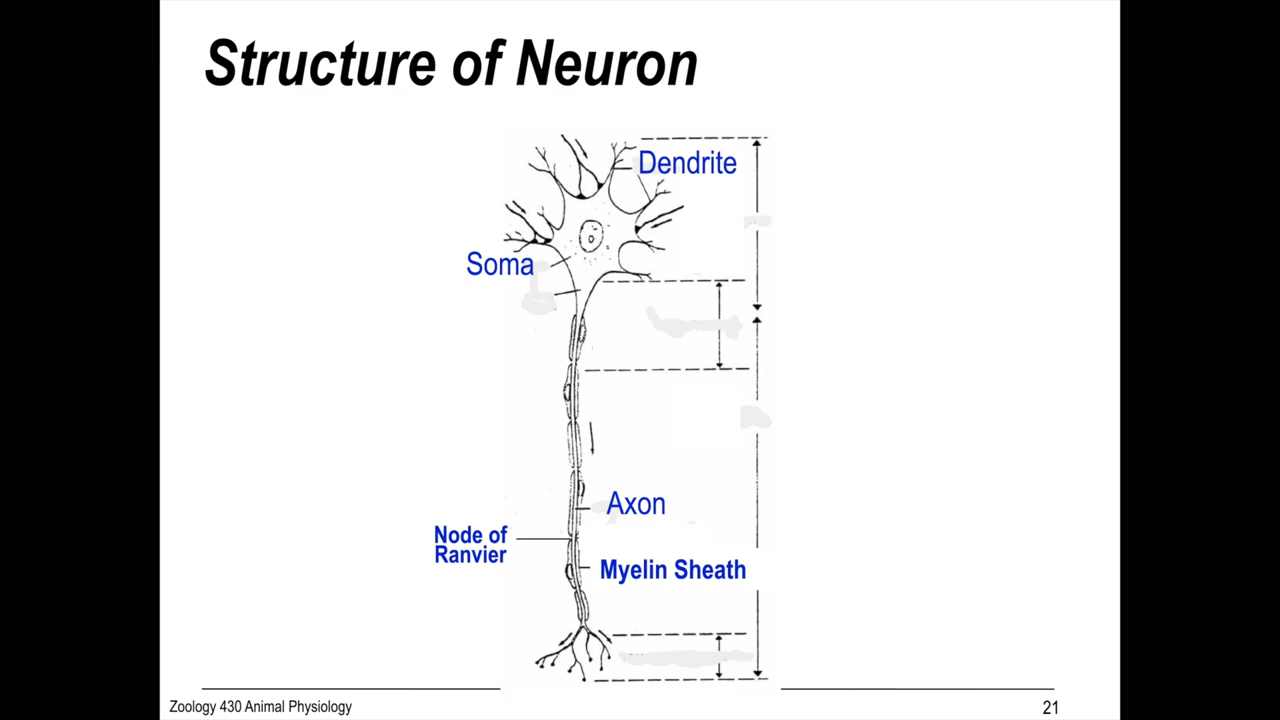 Structure of Neuron
Dendrite
Soma
Axon
Node of
Ranvier
Myelin Sheath
Zoology 430 Animal Physiology
21